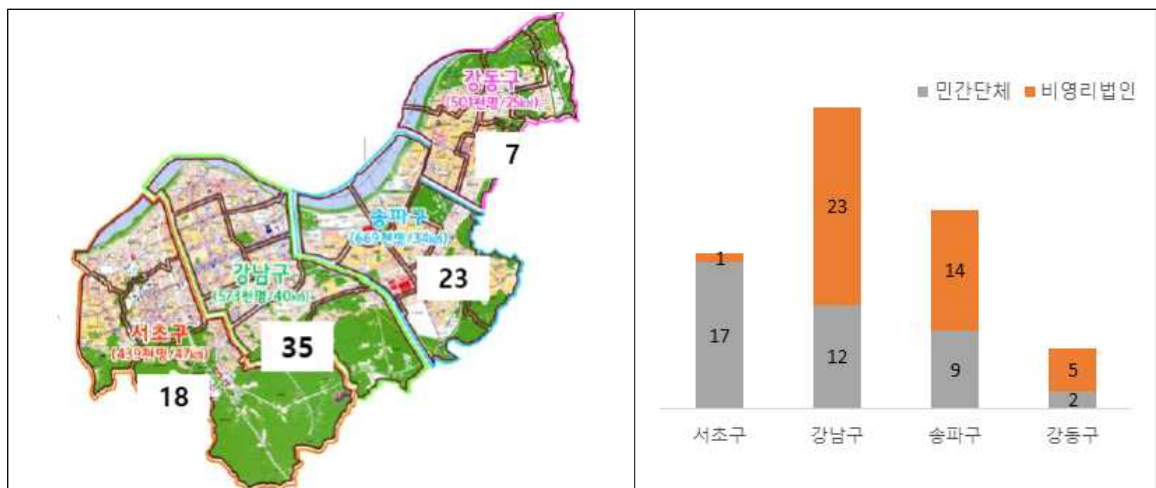 강동구
(501천명/25㎢)
7
송파구
(669천명/34㎢)
23
강남구
(573천명/40㎢)
35
서초구
(439천명/47㎢)
18
민간단체 비영리법인
1
17
23
12
14
9
5
2
서초구 강남구 송파구 강동구